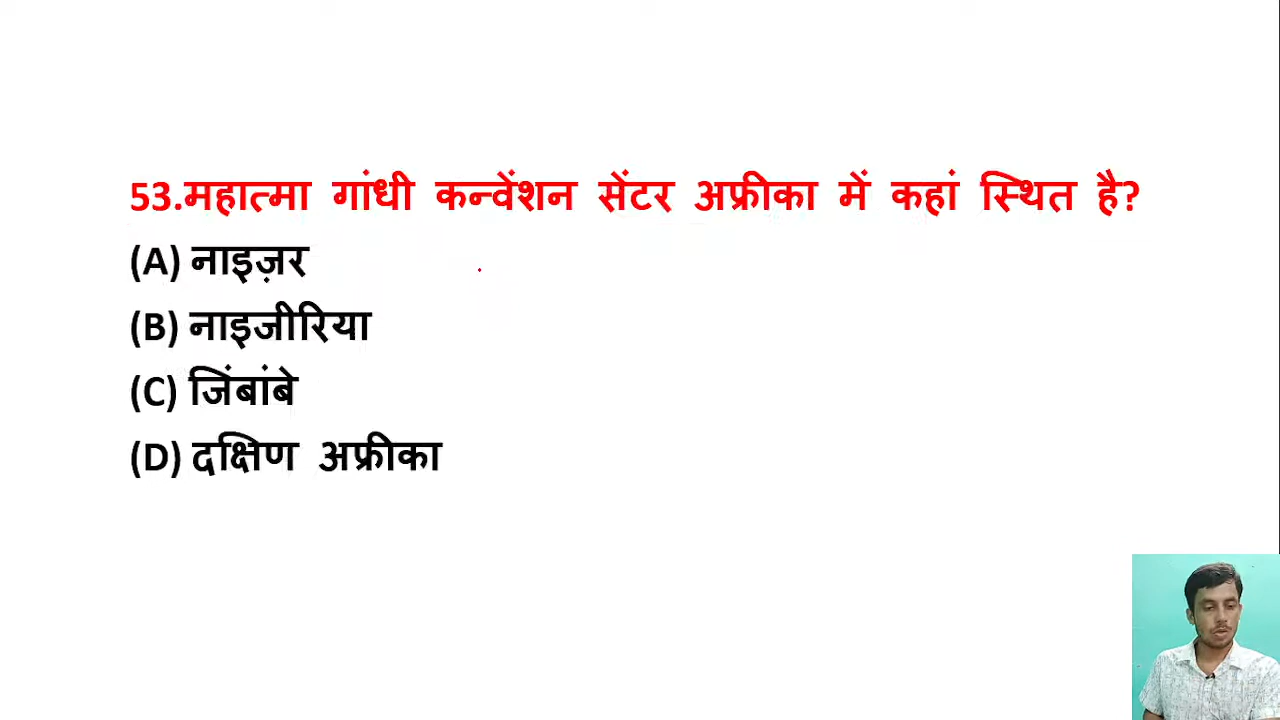 53.महात्मा गांधी कन्वेंशन सेंटर अफ्रीका में कहां स्थित है?
(A) नाइज़र
(B) नाइजीरिया
(C) जिंबांबे
(D) दक्षिण अफ्रीका